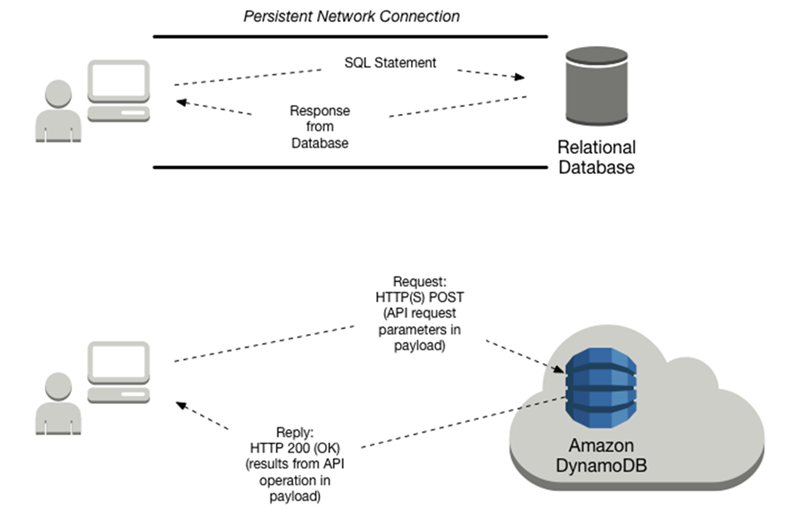 Persistent Network Connection
SQL Statement
Response
from
Database
Relational
Database
Request:
HTTP(S) POST
(API request
parameters in
payload)
Reply:
HTTP 200 (OK)
(results from API
operation in
payload)
Amazon
DynamoDB